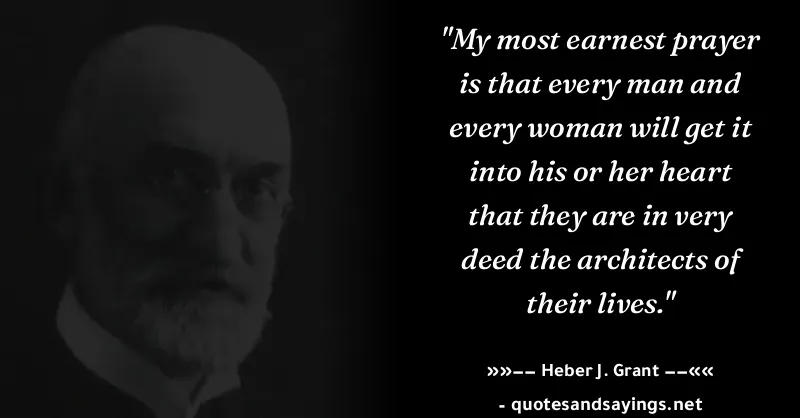 "My most earnest prayer
is that every man and
every woman will get it
into his or her heart
that they are in very
deed the architects of
their lives."
»»−− Heber J. Grant −−««
- quotesandsayings.net